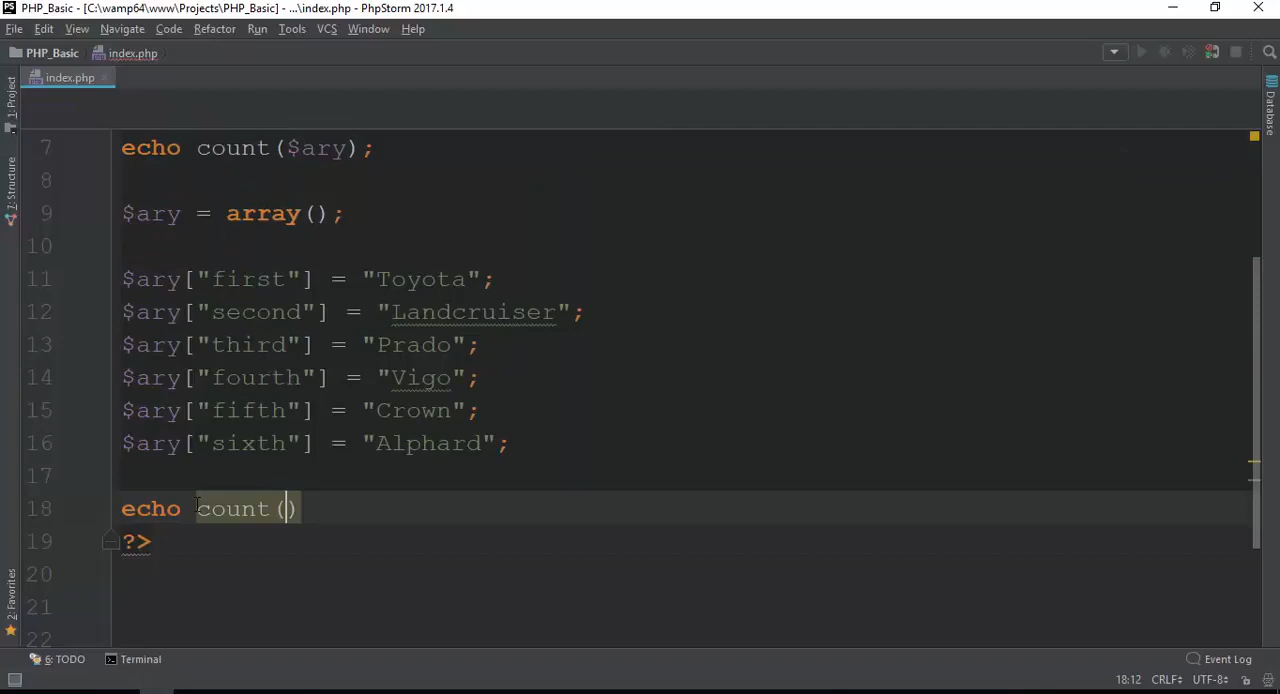 PS PHP_Basic - [C:\wamp64\www\Projects\PHP_Basic] - ...\index.php - PhpStorm 2017.1.4
File Edit View Navigate Code Refactor Run Tools VCS Window Help
PHP_Basic index.php
index.php
1: Project
7: Structure
2: Favorites
Database
7 echo count($ary);
8
9 $ary = array();
10
11 $ary["first"] = "Toyota";
12 $ary["second"] = "Landcruiser";
13 $ary["third"] = "Prado";
14 $ary["fourth"] = "Vigo";
15 $ary["fifth"] = "Crown";
16 $ary["sixth"] = "Alphard";
17
18 echo count()
19 ?>
20
21
22
6: TODO Terminal Event Log
18:12 CRLF UTF-8